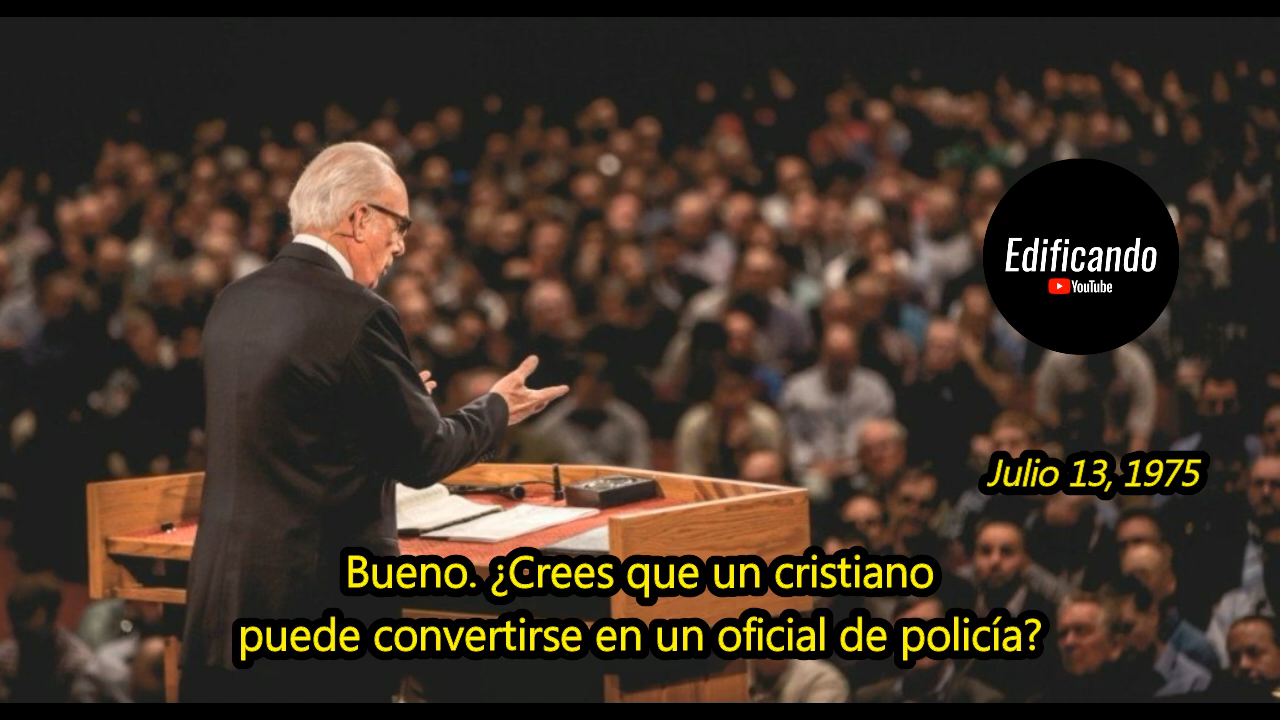 Edificando
YouTube
Julio 13, 1975
Bueno. ¿Crees que un cristiano
puede convertirse en un oficial de policía?